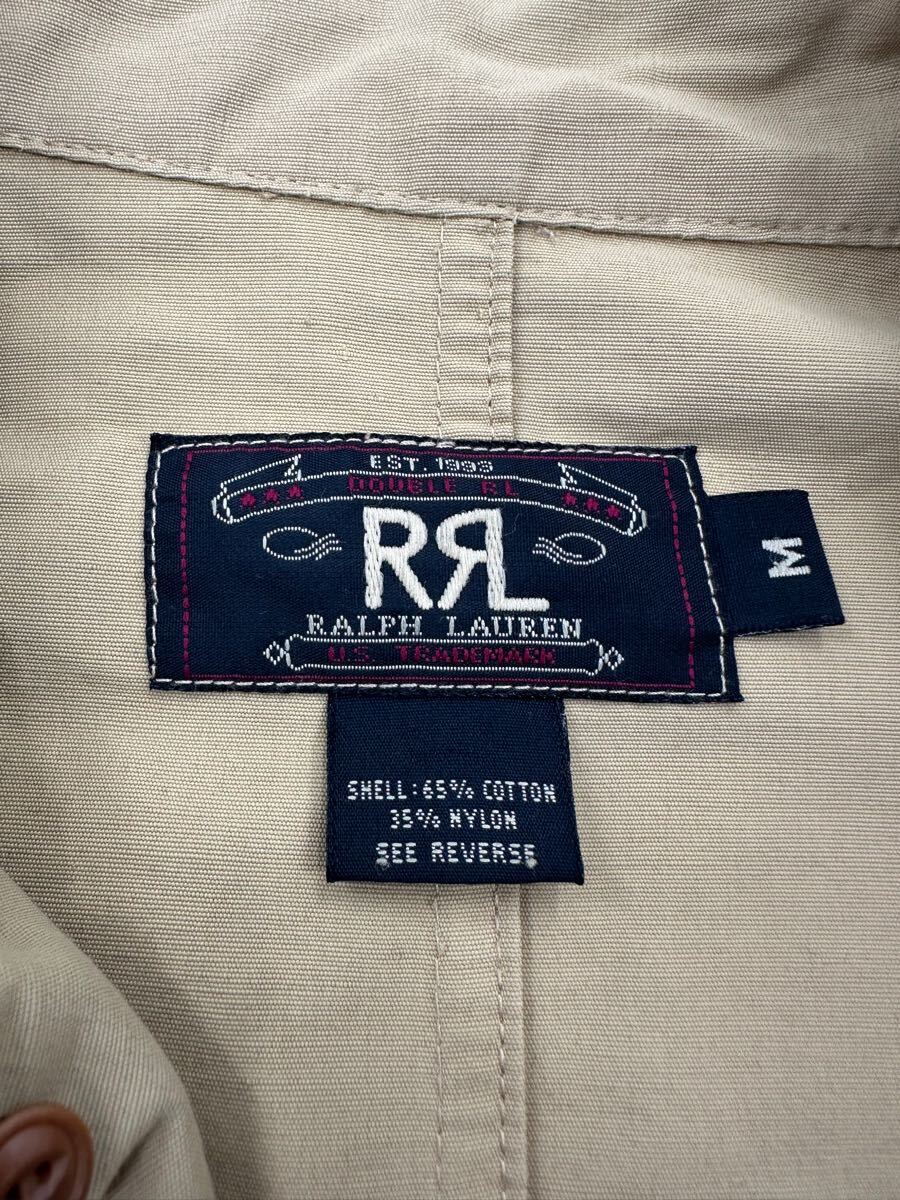 EST. 1993
DOUBLE RL
RRL
RALPH LAUREN
U.S. TRADEMARK
M
SHELL: 65% COTTON
35% NYLON
SEE REVERSE